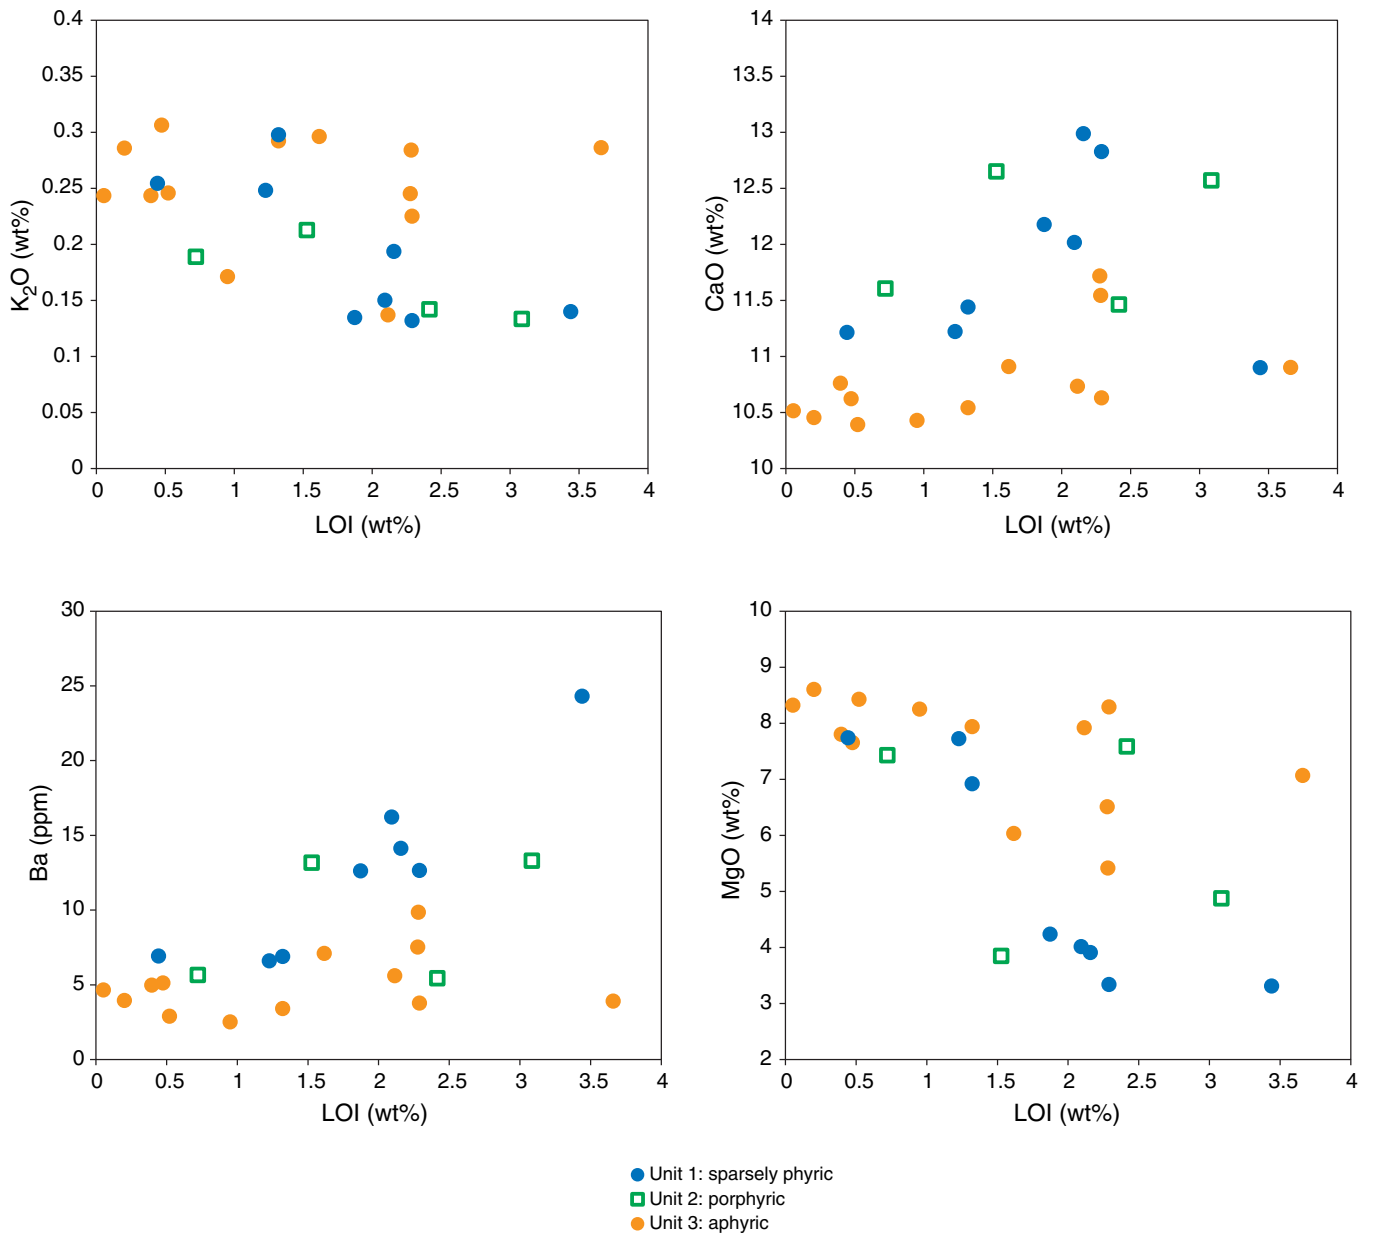 0.4
0.35
0.3
0.25
0.2
0.15
0.1
0.05
0
K2O (wt%)
0 0.5 1 1.5 2 2.5 3 3.5 4
LOI (wt%)
14
13.5
13
12.5
12
11.5
11
10.5
10
CaO (wt%)
0 0.5 1 1.5 2 2.5 3 3.5 4
LOI (wt%)
30
25
20
15
10
5
0
Ba (ppm)
0 0.5 1 1.5 2 2.5 3 3.5 4
LOI (wt%)
10
9
8
7
6
5
4
3
2
MgO (wt%)
0 0.5 1 1.5 2 2.5 3 3.5 4
LOI (wt%)
Unit 1: sparsely phyric
Unit 2: porphyric
Unit 3: aphyric